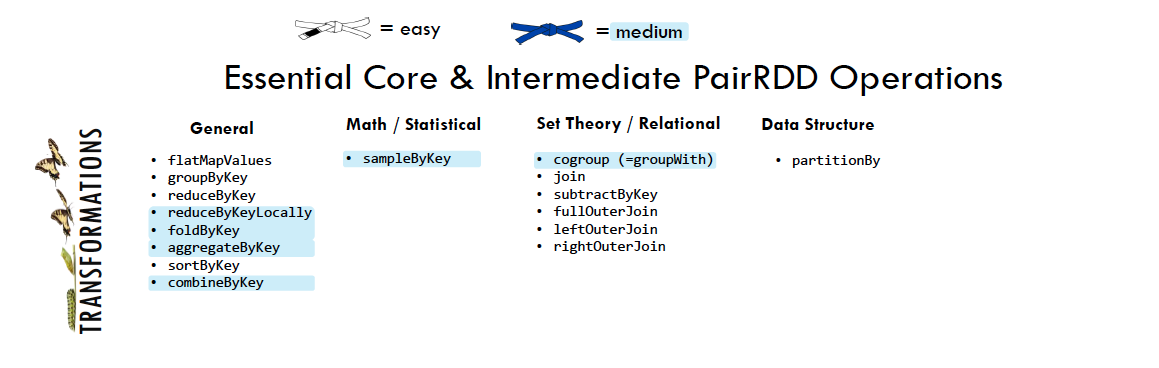 = easy
= medium
Essential Core & Intermediate PairRDD Operations
TRANSFORMATIONS
General
• flatMapValues
• groupByKey
• reduceByKey
• reduceByKeyLocally
• foldByKey
• aggregateByKey
• sortByKey
• combineByKey
Math / Statistical
• sampleByKey
Set Theory / Relational
• cogroup (=groupWith)
• join
• subtractByKey
• fullOuterJoin
• leftOuterJoin
• rightOuterJoin
Data Structure
• partitionBy